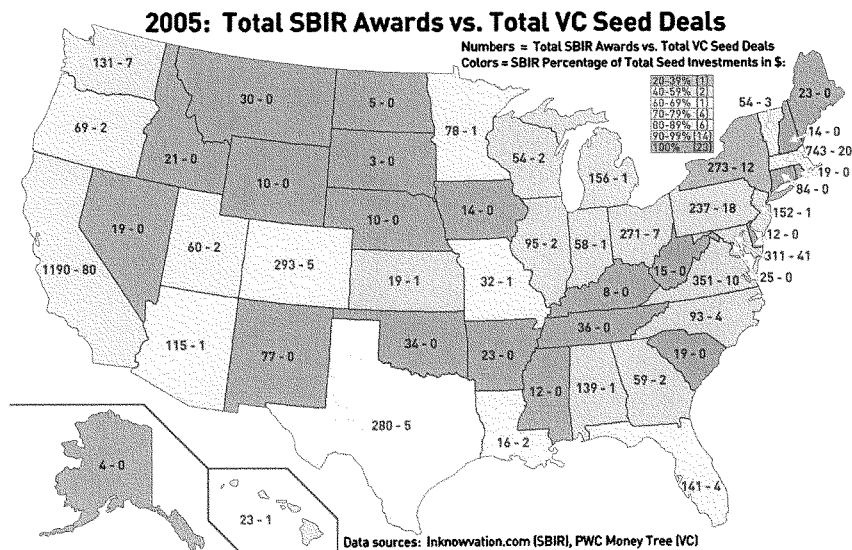 2005: Total SBIR Awards vs. Total VC Seed Deals
Numbers = Total SBIR Awards vs. Total VC Seed Deals
Colors = SBIR Percentage of Total Seed Investments in $:
20-39% (1)
40-59% (2)
60-69% (1)
70-79% (4)
80-89% (6)
90-99% (14)
100% (23)
131 - 7
30 - 0
5 - 0
78 - 1
54 - 3
23 - 0
69 - 2
21 - 0
10 - 0
3 - 0
54 - 2
156 - 1
273 - 12
14 - 0
743 - 20
19 - 0
84 - 0
19 - 0
60 - 2
293 - 5
10 - 0
14 - 0
95 - 2
58 - 1
271 - 7
237 - 18
152 - 1
12 - 0
311 - 41
25 - 0
1190 - 80
19 - 1
32 - 1
8 - 0
15 - 0
351 - 10
115 - 1
77 - 0
34 - 0
23 - 0
36 - 0
93 - 4
19 - 0
280 - 5
16 - 2
12 - 0
139 - 1
59 - 2
141 - 4
4 - 0
23 - 1
Data sources: Inknowvation.com (SBIR), PWC Money Tree (VC)